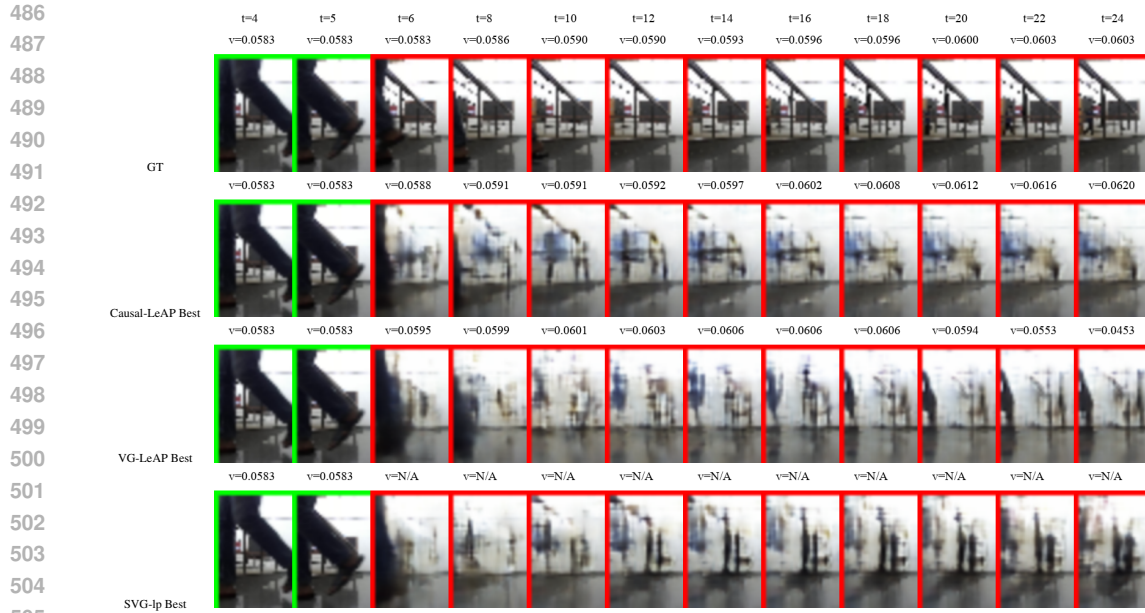 486
t=4 t=5 t=6 t=8 t=10 t=12 t=14 t=16 t=18 t=20 t=22 t=24
487
v=0.0583 v=0.0583 v=0.0583 v=0.0586 v=0.0590 v=0.0590 v=0.0593 v=0.0596 v=0.0596 v=0.0600 v=0.0603 v=0.0603
488
489
490
GT
491
v=0.0583 v=0.0583 v=0.0588 v=0.0591 v=0.0591 v=0.0592 v=0.0597 v=0.0602 v=0.0608 v=0.0612 v=0.0616 v=0.0620
492
493
494
495
Causal-LeAP Best
496
v=0.0583 v=0.0583 v=0.0595 v=0.0599 v=0.0601 v=0.0603 v=0.0606 v=0.0606 v=0.0606 v=0.0594 v=0.0553 v=0.0453
497
498
499
VG-LeAP Best
500
v=0.0583 v=0.0583 v=N/A v=N/A v=N/A v=N/A v=N/A v=N/A v=N/A v=N/A v=N/A v=N/A
501
502
503
504
SVG-lp Best